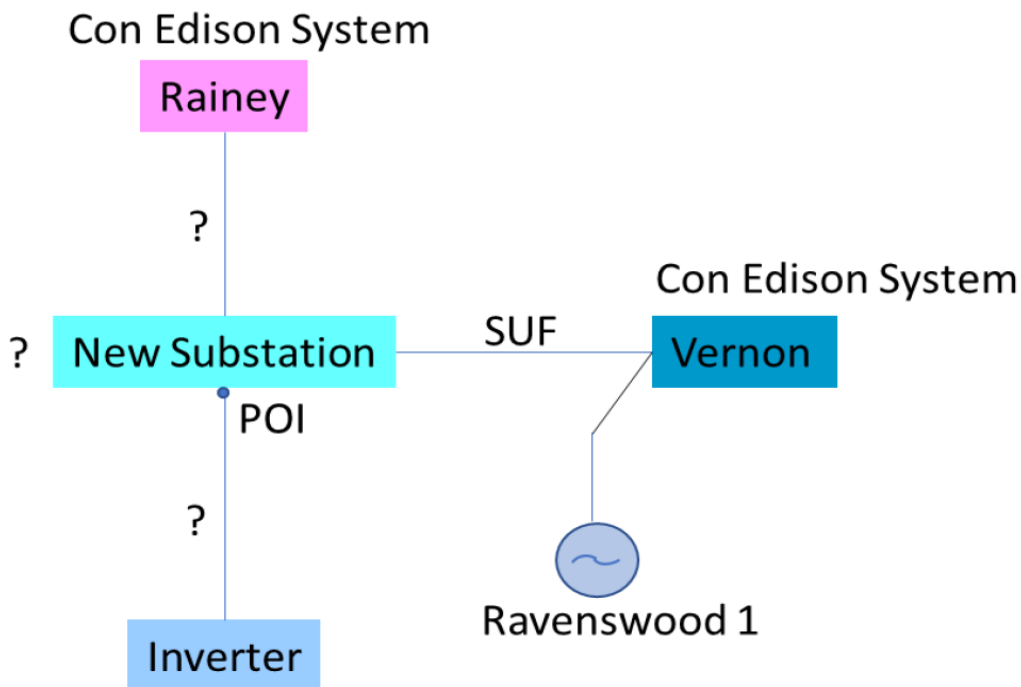 Con Edison System
Rainey
?
Con Edison System
? New Substation
SUF
Vernon
POI
?
Ravenswood 1
Inverter